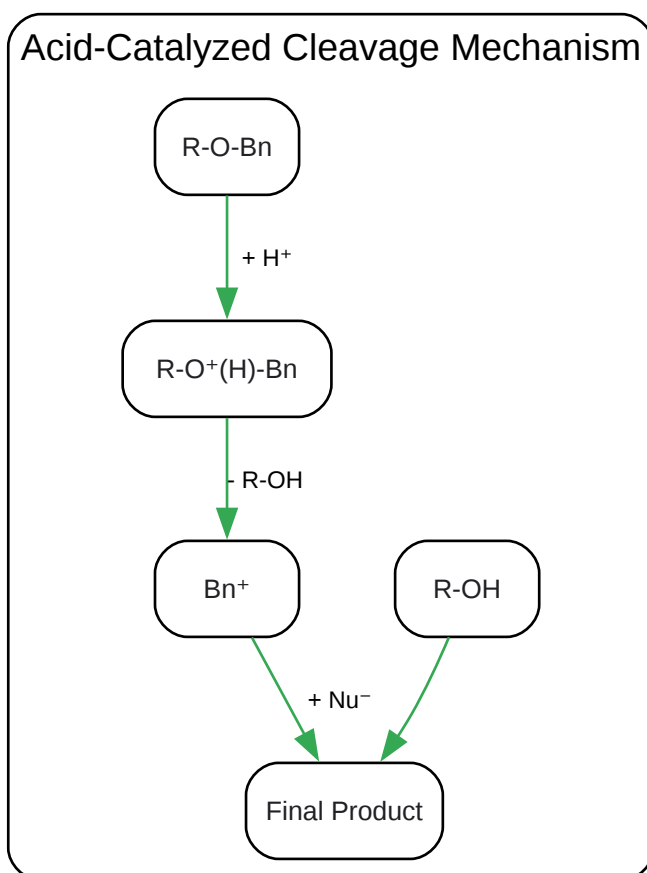 Acid-Catalyzed Cleavage Mechanism
R-O-Bn
+ H⁺
R-O⁺(H)-Bn
- R-OH
Bn⁺
R-OH
+ Nu⁻
Final Product